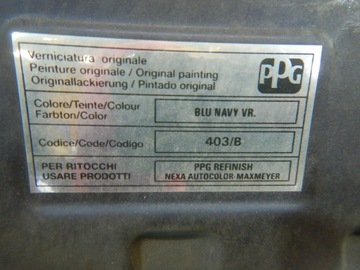 Verniciatura originale
Peinture originale / Original painting
Originallackierung / Pintado original
PPG
Colore/Teinte/Colour
Farbton/Color
BLU NAVY VR.
Codice/Code/Codigo
403/B
PER RITOCCHI
USARE PRODOTTI
PPG REFINISH
NEXA AUTOCOLOR-MAXMEYER